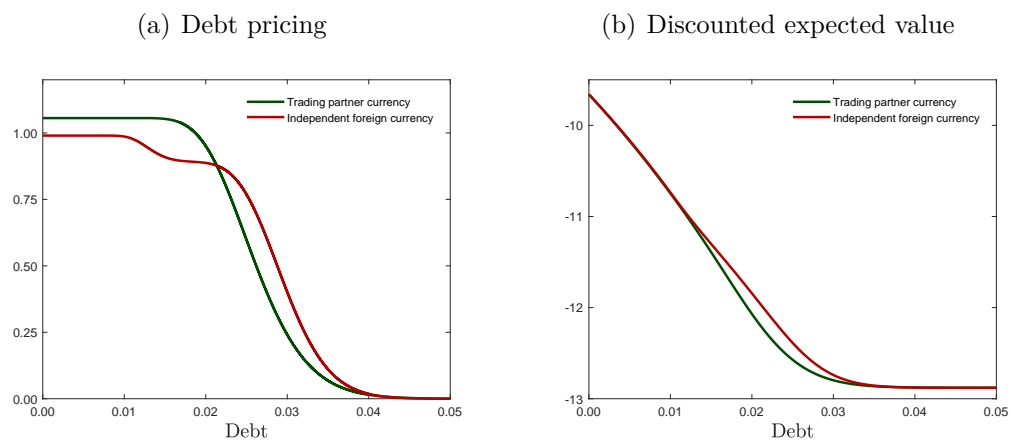 (a) Debt pricing
Trading partner currency
Independent foreign currency
1.00
0.75
0.50
0.25
0.00
0.00 0.01 0.02 0.03 0.04 0.05
Debt
(b) Discounted expected value
Trading partner currency
Independent foreign currency
-10
-11
-12
-13
0.00 0.01 0.02 0.03 0.04 0.05
Debt